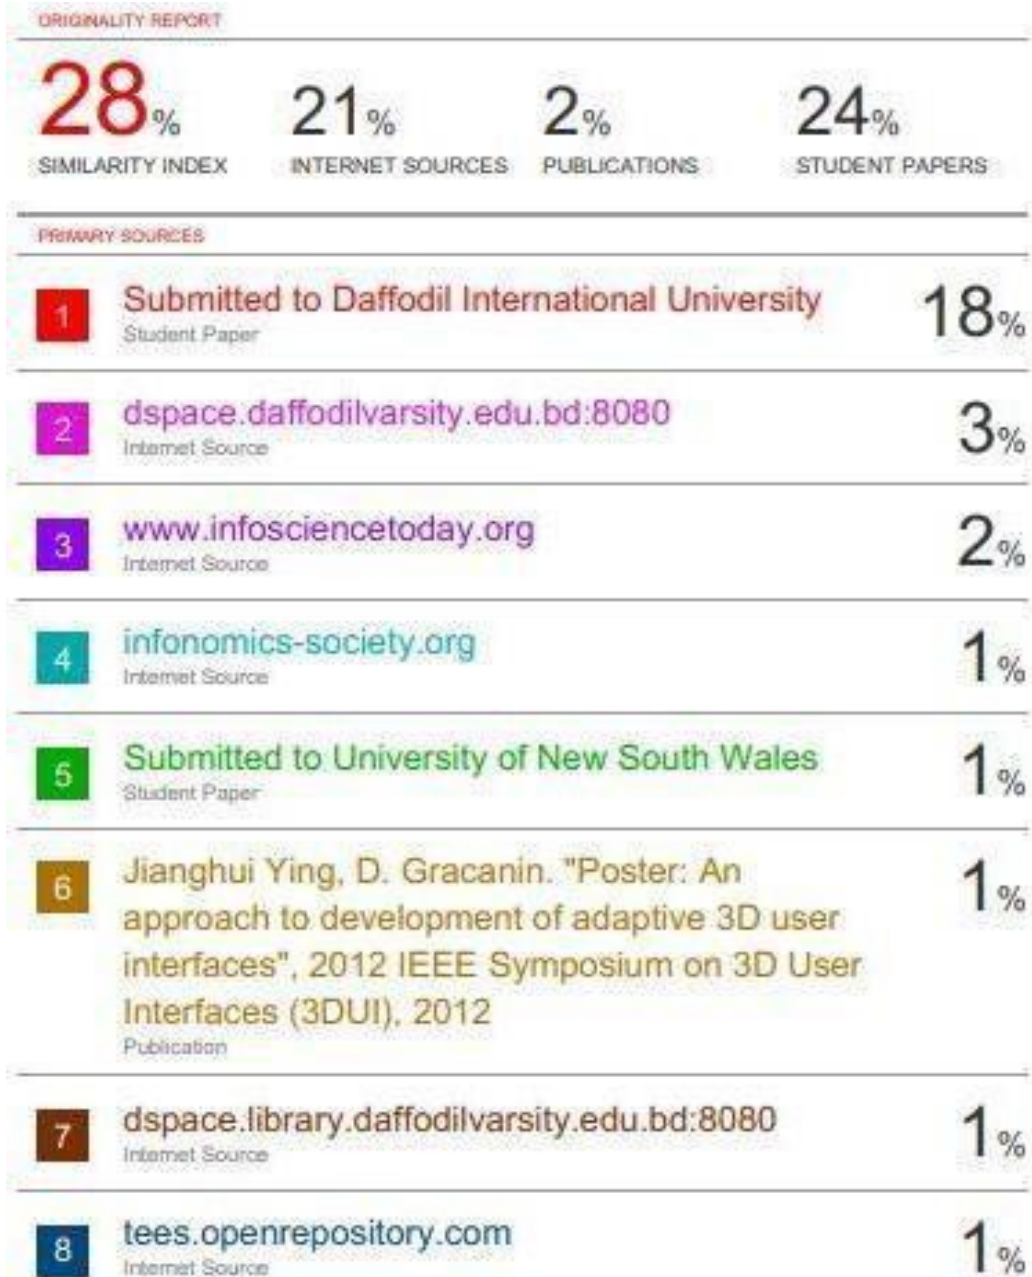 ORIGINALITY REPORT
28% 21% 2% 24%
SIMILARITY INDEX INTERNET SOURCES PUBLICATIONS STUDENT PAPERS
PRIMARY SOURCES
1 Submitted to Daffodil International University 18%
Student Paper
2 dspace.daffodilvarsity.edu.bd:8080 3%
Internet Source
3 www.infosciencetoday.org 2%
Internet Source
4 infonomics-society.org 1%
Internet Source
5 Submitted to University of New South Wales 1%
Student Paper
6 Jianghui Ying, D. Gracanin. "Poster: An 1%
approach to development of adaptive 3D user
interfaces", 2012 IEEE Symposium on 3D User
Interfaces (3DUI), 2012
Publication
7 dspace.library.daffodilvarsity.edu.bd:8080 1%
Internet Source
8 tees.openrepository.com 1%
Internet Source